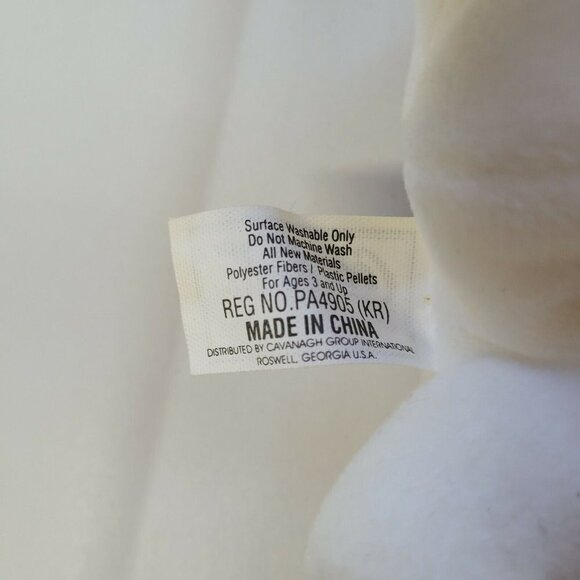 Surface Washable Only
Do Not Machine Wash
All New Materials
Polyester Fibers / Plastic Pellets
For Ages 3 and Up
REG NO.PA4905 (KR)
MADE IN CHINA
DISTRIBUTED BY CAVANAGH GROUP INTERNATIONAL
ROSWELL, GEORGIA U.S.A.